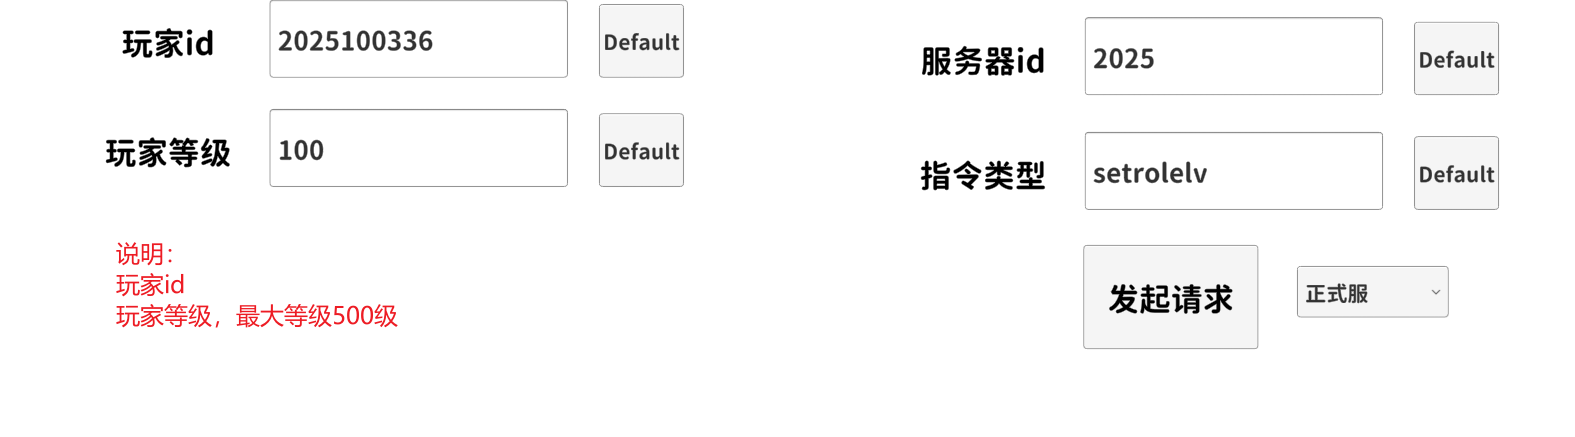 玩家id
2025100336
Default
玩家等级
100
Default
说明：
玩家id
玩家等级，最大等级500级
服务器id
2025
Default
指令类型
setrolelv
Default
发起请求
正式服